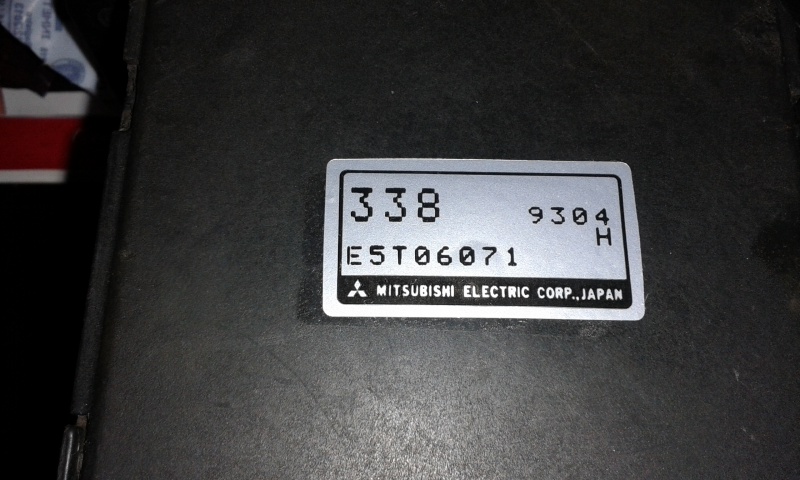 338 9304
H
E5T06071
MITSUBISHI ELECTRIC CORP., JAPAN